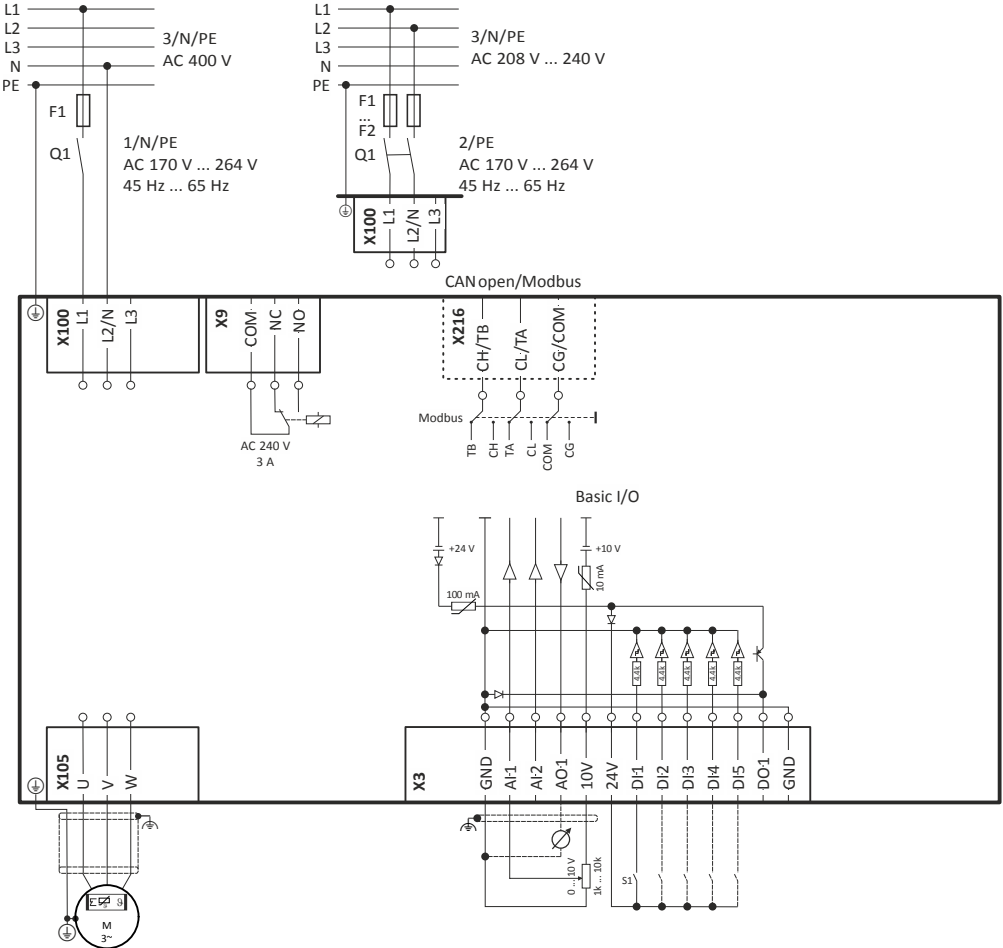 L1
L2
L3
N
PE
3/N/PE
AC 400 V
F1
Q1
1/N/PE
AC 170 V ... 264 V
45 Hz ... 65 Hz
L1
L2
L3
N
PE
3/N/PE
AC 208 V ... 240 V
F1
...
F2
Q1
2/PE
AC 170 V ... 264 V
45 Hz ... 65 Hz
X100
L1
L2/N
L3
CANopen/Modbus
X100
L1
L2/N
L3
X9
COM
NC
NO
AC 240 V
3 A
X216
CH/TB
CL/TA
CG/COM
Modbus
TB
CH
TA
CL
COM
CG
Basic I/O
+24 V
+10 V
10 mA
100 mA
4.4k
4.4k
4.4k
4.4k
4.4k
X105
U
V
W
X3
GND
AI1
AI2
AO1
10V
24V
DI1
DI2
DI3
DI4
DI5
DO1
GND
0 ... 10 V
1k ... 10k
S1
ϑ
M
3~